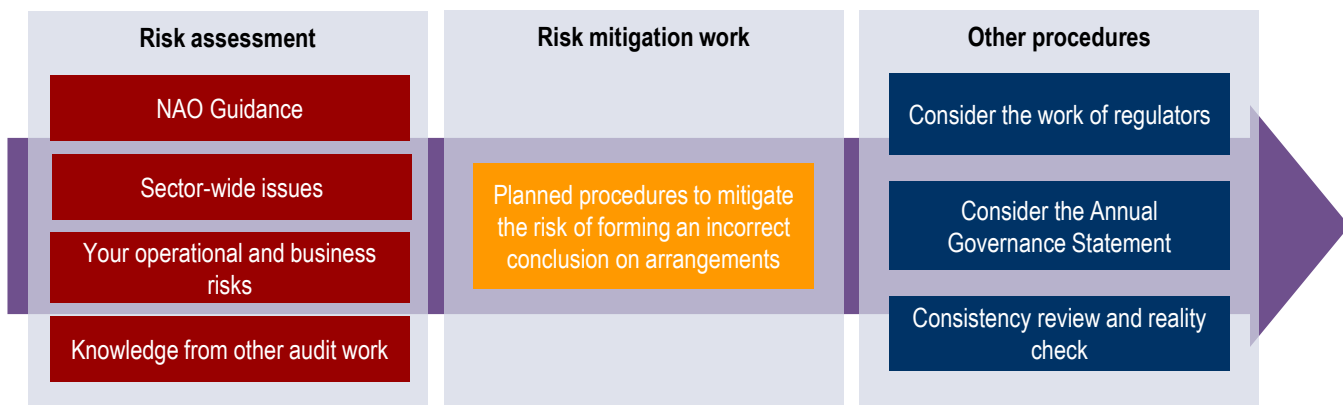 Risk assessment
NAO Guidance
Sector-wide issues
Your operational and business
risks
Knowledge from other audit work
Risk mitigation work
Planned procedures to mitigate
the risk of forming an incorrect
conclusion on arrangements
Other procedures
Consider the work of regulators
Consider the Annual
Governance Statement
Consistency review and reality
check